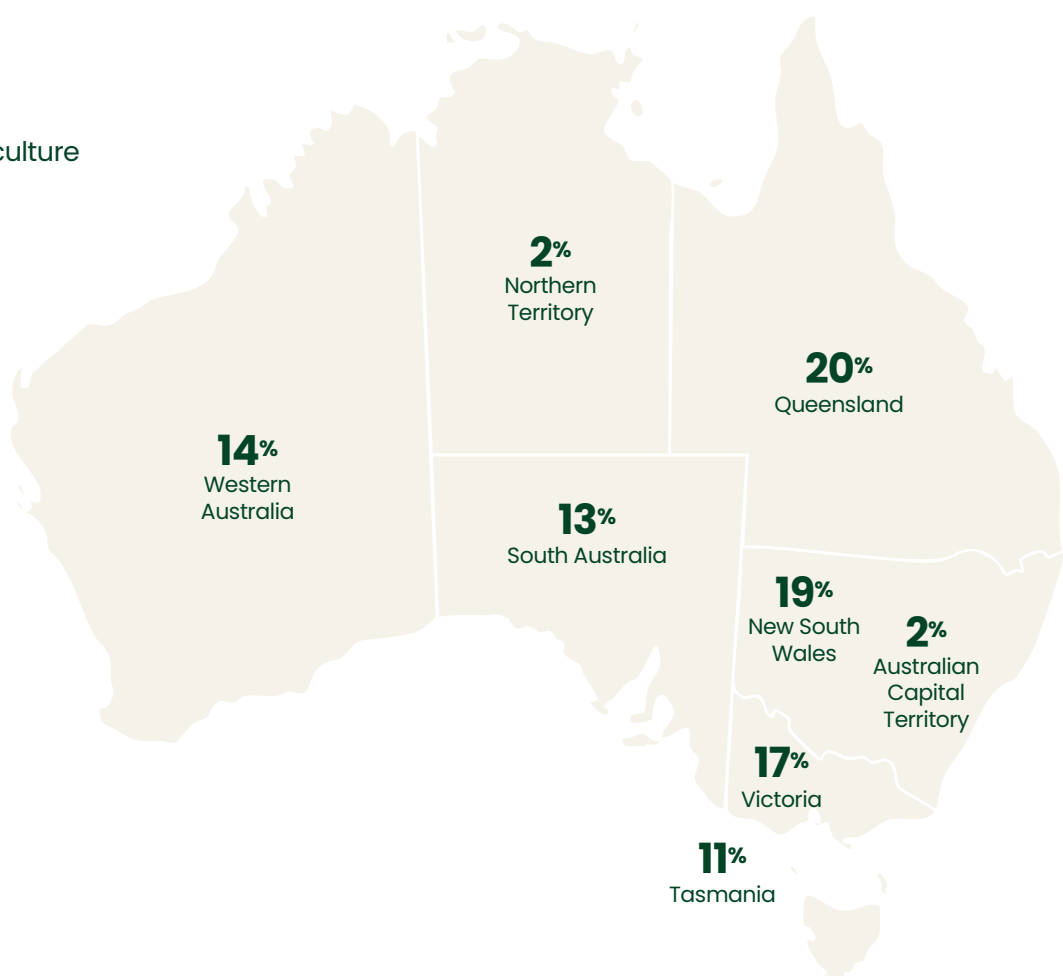 2%
Northern
Territory
20%
Queensland
14%
Western
Australia
13%
South Australia
19%
New South
Wales
2%
Australian
Capital
Territory
17%
Victoria
11%
Tasmania